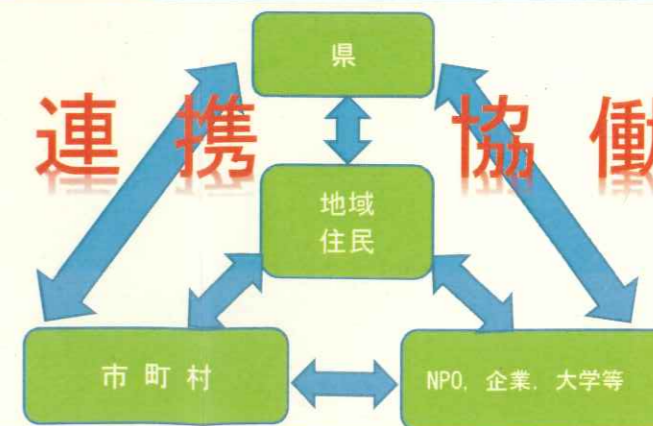 県
連携 協働
地域
住民
市町村
NPO, 企業, 大学等